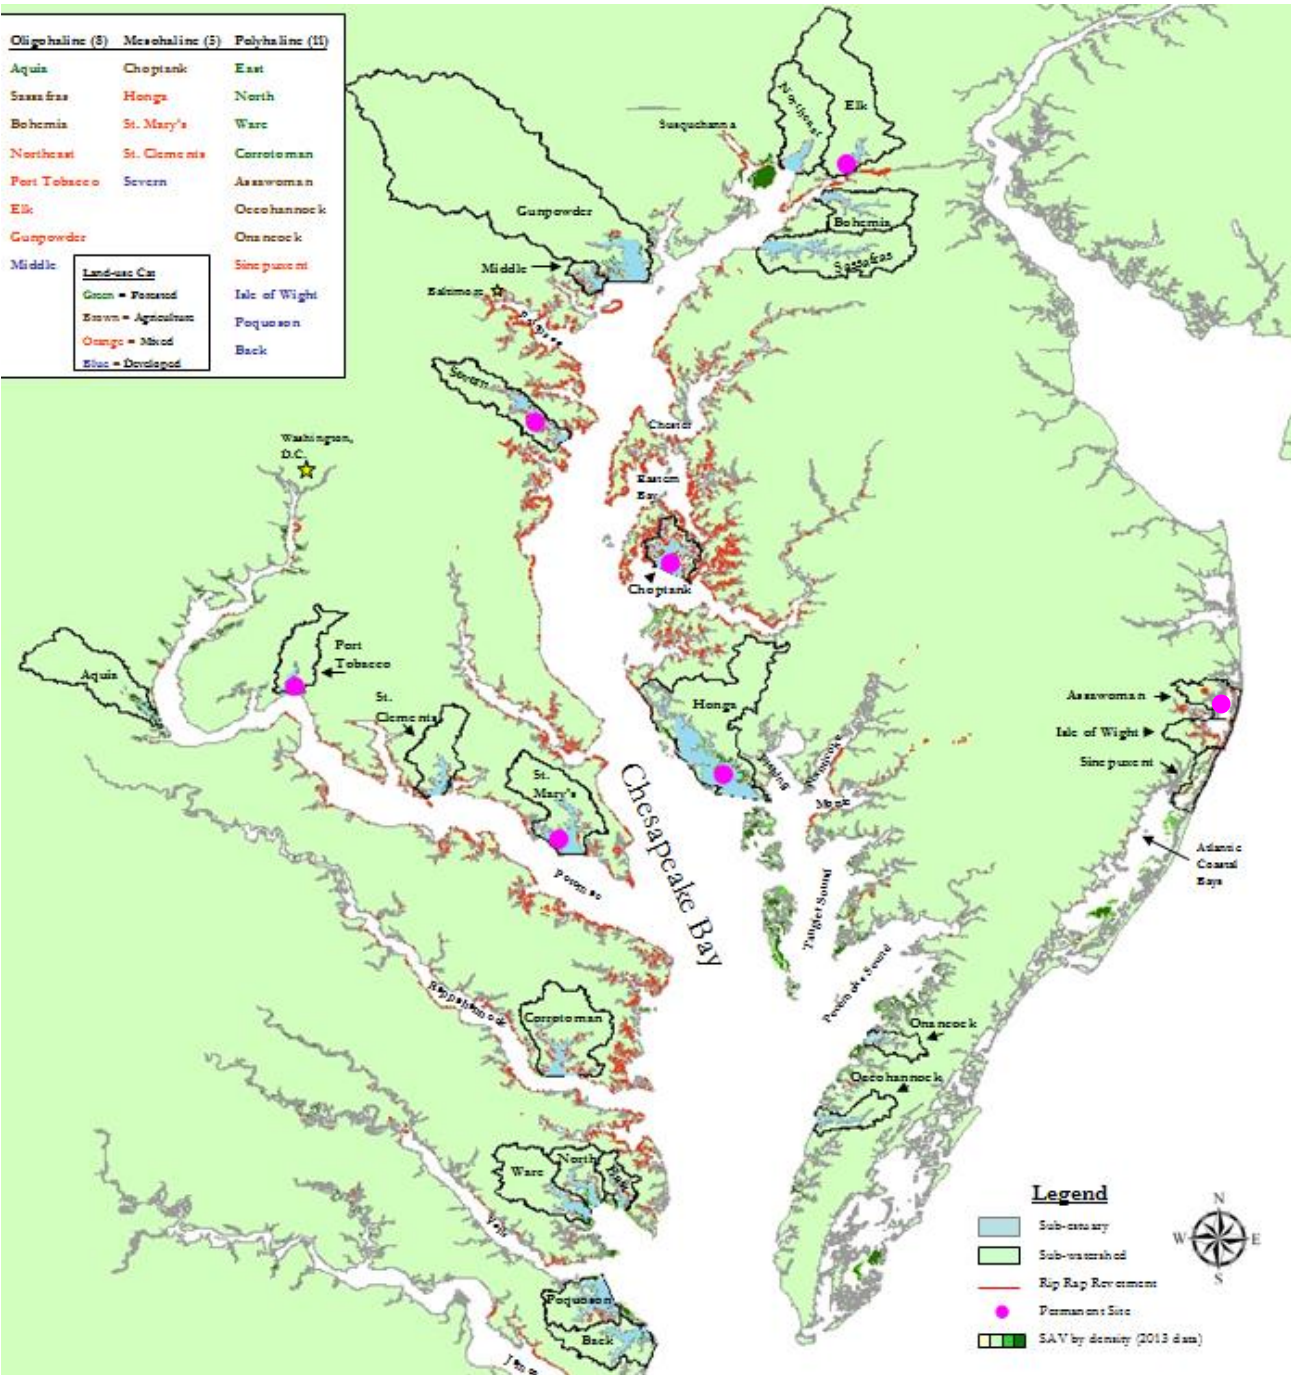 Oligohaline (8) Mesohaline (5) Polyhaline (11)
Aquia Choptank East
Sassafras Honga North
Bohemia St. Mary's Ware
Northeast St. Clements Corrotoman
Port Tobacco Severn Assawoman
Elk Occohannock
Gunpowder Onancock
Middle Sinepuxent
Isle of Wight
Poquoson
Back
Land-use Cat
Green = Forested
Brown = Agriculture
Orange = Mixed
Blue = Developed
Northeast
Elk
Susquehanna
Gunpowder
Bohemia
Sassafras
Middle
Baltimore
Patapsco
Severn
Chester
Washington,
D.C.
Eastern
Bay
Choptank
Port
Tobacco
Aquia
St.
Clements
Honga
Assawoman
Isle of Wight
Sinepuxent
St.
Mary's
Fishing
Nanticoke
Manokin
Chesapeake Bay
Atlantic
Coastal
Bays
Potomac
Tangier Sound
Pocomoke Sound
Rappahannock
Corrotoman
Onancock
Occohannock
Ware
North
East
York
Poquoson
Back
James
Legend
Sub-estuary
Sub-watershed
Rip Rap Revetment
Permanent Site
SAV by density (2013 data)
N
W E
S